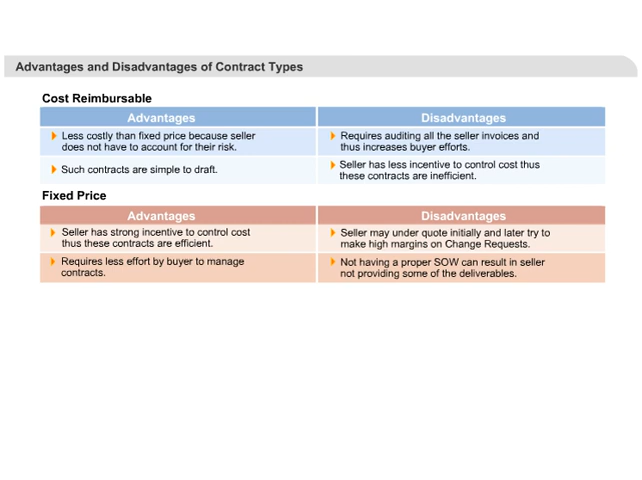 Advantages and Disadvantages of Contract Types
Cost Reimbursable
Advantages
Disadvantages
Less costly than fixed price because seller
does not have to account for their risk.
Requires auditing all the seller invoices and
thus increases buyer efforts.
Such contracts are simple to draft.
Seller has less incentive to control cost thus
these contracts are inefficient.
Fixed Price
Advantages
Disadvantages
Seller has strong incentive to control cost
thus these contracts are efficient.
Seller may under quote initially and later try to
make high margins on Change Requests.
Requires less effort by buyer to manage
contracts.
Not having a proper SOW can result in seller
not providing some of the deliverables.